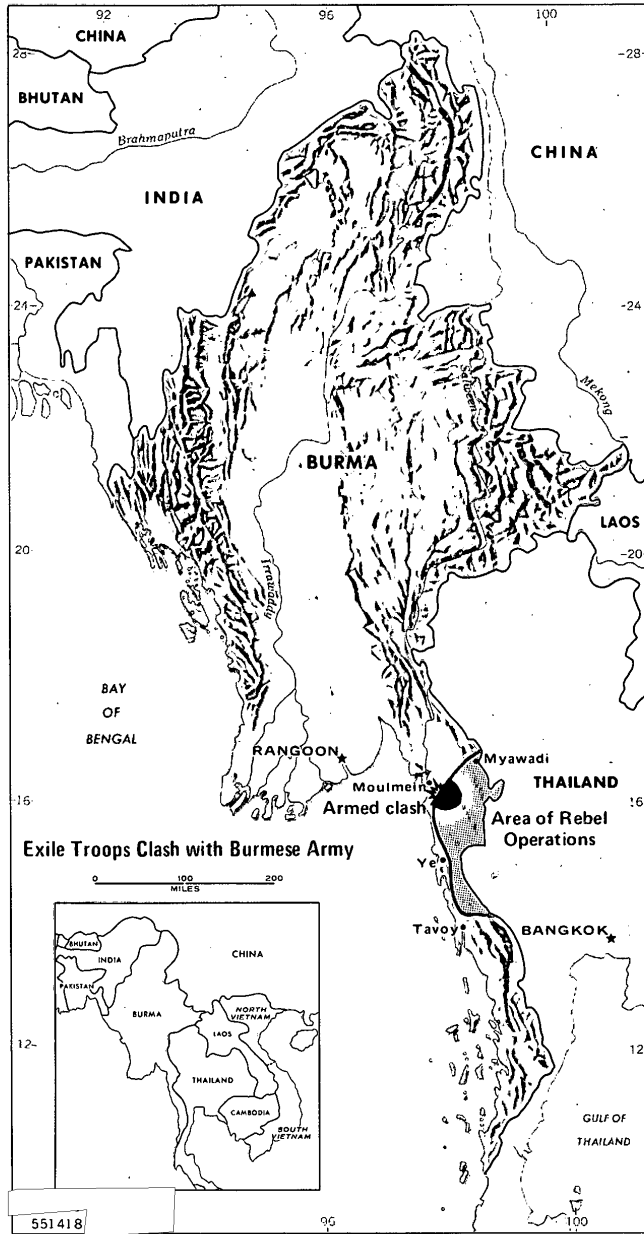 92
96
100
CHINA
28
28
BHUTAN
Brahmaputra
CHINA
INDIA
PAKISTAN
24
24
Salween
Mekong
BURMA
LAOS
20
20
Irrawaddy
BAY
OF
BENGAL
RANGOON
Myawadi
Moulmein
THAILAND
16
Armed clash
16
Area of Rebel
Operations
Exile Troops Clash with Burmese Army
Ye
0 100 200
MILES
Tavoy
BANGKOK
12
12
GULF OF
THAILAND
BHUTAN
INDIA
CHINA
PAKISTAN
BURMA
NORTH
VIETNAM
LAOS
THAILAND
CAMBODIA
SOUTH
VIETNAM
551418
96
100